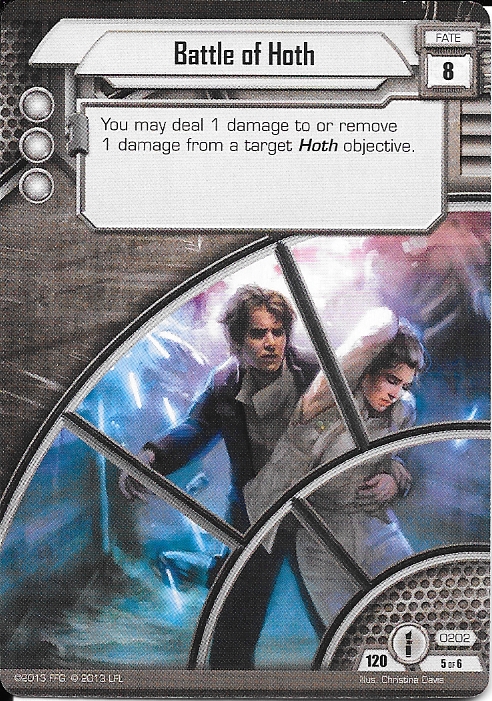 Battle of Hoth
FATE
8
You may deal 1 damage to or remove
1 damage from a target Hoth objective.
0202
120
5 of 6
©2013 FFG © 2013 LFL
Illus. Christina Davis